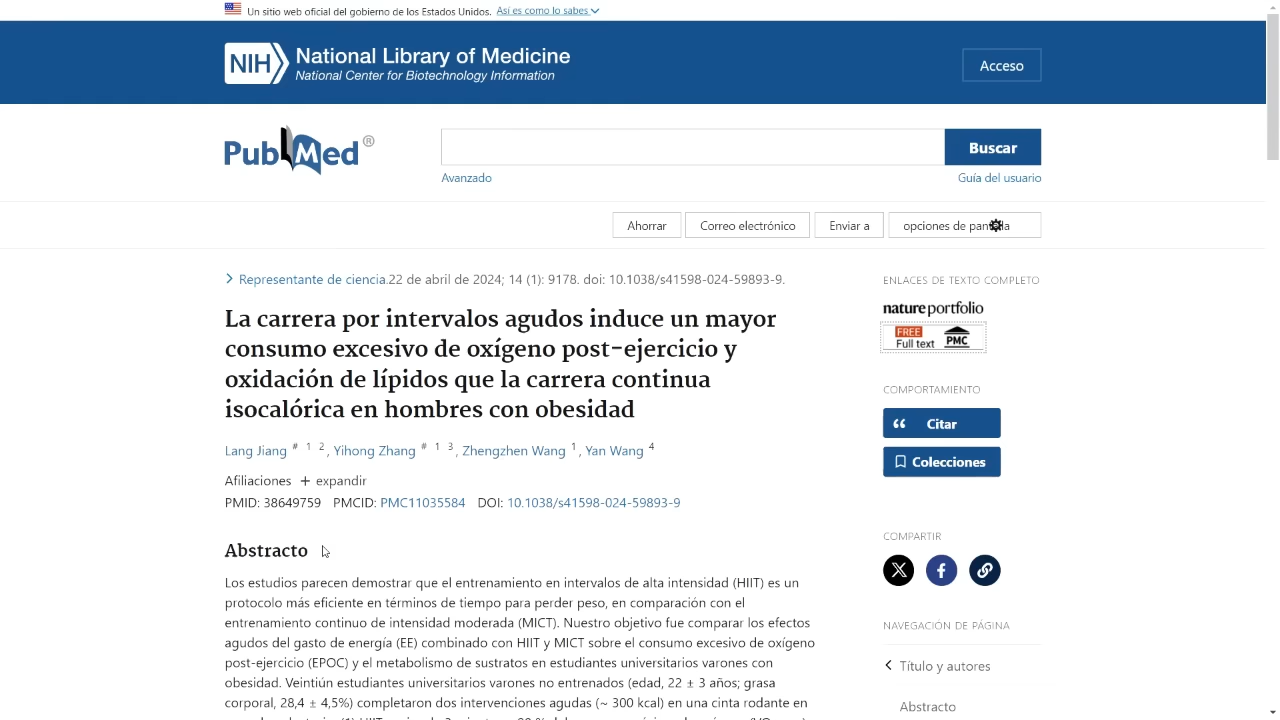 Un sitio web oficial del gobierno de los Estados Unidos. Así es como lo sabes
NIH National Library of Medicine
National Center for Biotechnology Information
Acceso
PubMed®
Buscar
Avanzado
Guía del usuario
Ahorrar
Correo electrónico
Enviar a
opciones de pantalla
Representante de ciencia.22 de abril de 2024; 14 (1): 9178. doi: 10.1038/s41598-024-59893-9.
La carrera por intervalos agudos induce un mayor
consumo excesivo de oxígeno post-ejercicio y
oxidación de lípidos que la carrera continua
isocalórica en hombres con obesidad
Lang Jiang # 1 2, Yihong Zhang # 1 3, Zhengzhen Wang 1, Yan Wang 4
Afiliaciones + expandir
PMID: 38649759 PMCID: PMC11035584 DOI: 10.1038/s41598-024-59893-9
Abstracto
Los estudios parecen demostrar que el entrenamiento en intervalos de alta intensidad (HIIT) es un
protocolo más eficiente en términos de tiempo para perder peso, en comparación con el
entrenamiento continuo de intensidad moderada (MICT). Nuestro objetivo fue comparar los efectos
agudos del gasto de energía (EE) combinado con HIIT y MICT sobre el consumo excesivo de oxígeno
post-ejercicio (EPOC) y el metabolismo de sustratos en estudiantes universitarios varones con
obesidad. Veintiún estudiantes universitarios varones no entrenados (edad, 22 ± 3 años; grasa
corporal, 28,4 ± 4,5%) completaron dos intervenciones agudas (~ 300 kcal) en una cinta rodante en
ENLACES DE TEXTO COMPLETO
nature portfolio
FREE
Full text PMC
COMPORTAMIENTO
Citar
Colecciones
COMPARTIR
NAVEGACIÓN DE PÁGINA
Título y autores
Abstracto